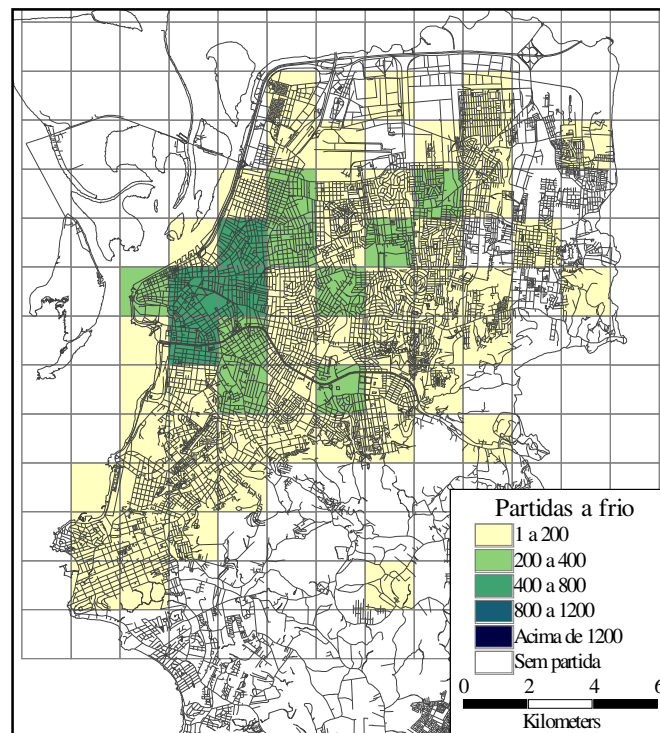 Partidas a frio
1 a 200
200 a 400
400 a 800
800 a 1200
Acima de 1200
Sem partida
0 2 4 6
Kilometers